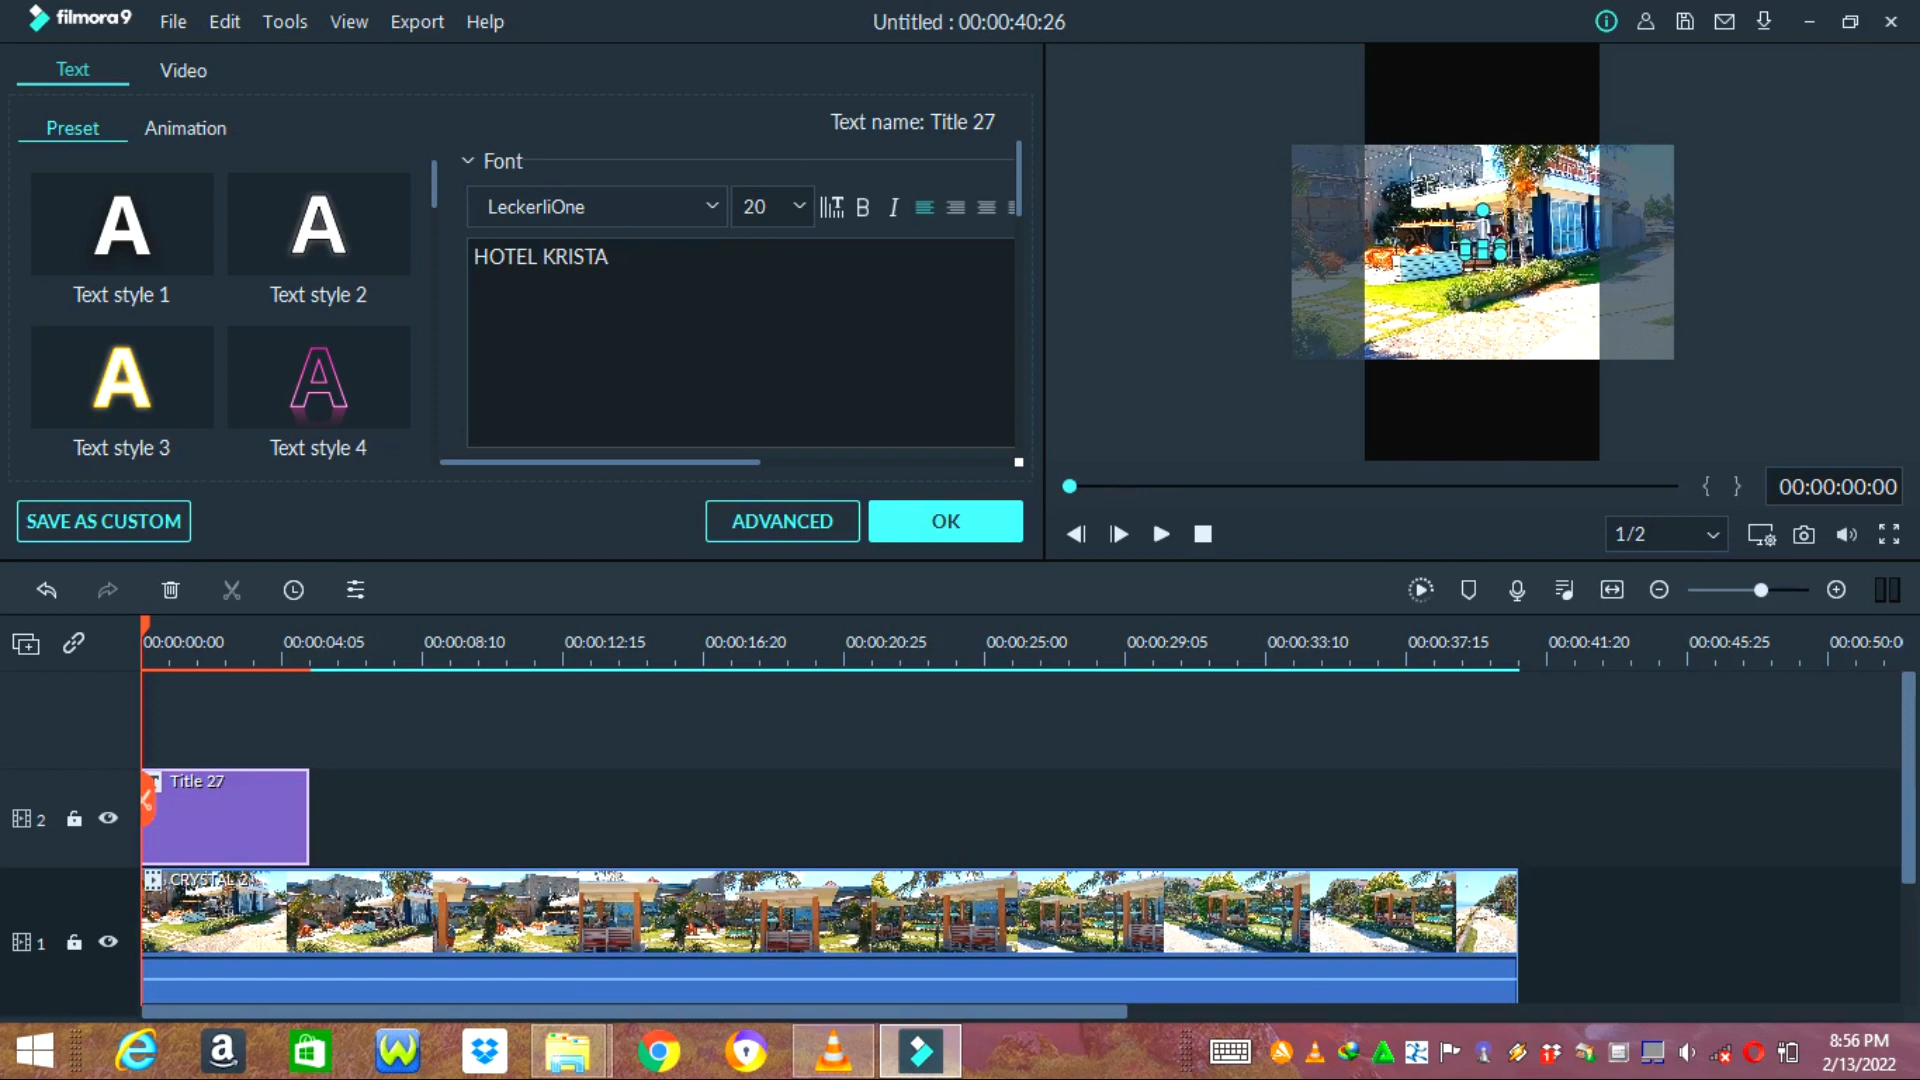 filmora9 File Edit Tools View Export Help Untitled : 00:00:40:26
Text Video
Preset Animation Text name: Title 27
Font
LeckerliOne 20 B I
HOTEL KRISTA
A A
Text style 1 Text style 2
A A
Text style 3 Text style 4
{ } 00:00:00:00
SAVE AS CUSTOM ADVANCED OK
1/2
00:00:00:00 00:00:04:05 00:00:08:10 00:00:12:15 00:00:16:20 00:00:20:25 00:00:25:00 00:00:29:05 00:00:33:10 00:00:37:15 00:00:41:20 00:00:45:25 00:00:50:0
Title 27
2
CRYSTAL 2
1
8:56 PM
2/13/2022